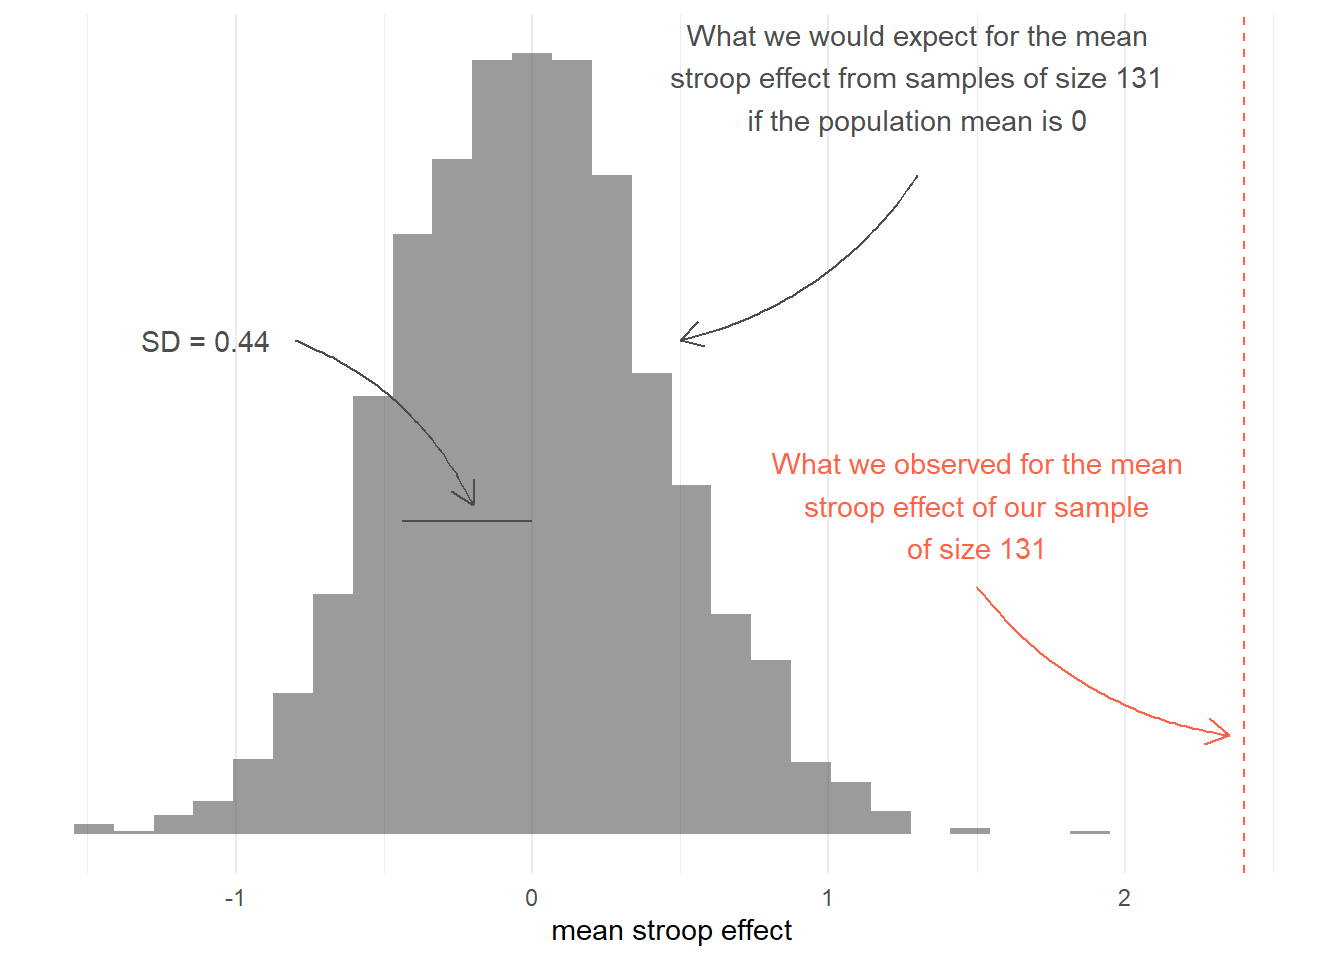 What we would expect for the mean
stroop effect from samples of size 131
if the population mean is 0
SD = 0.44
What we observed for the mean
stroop effect of our sample
of size 131
-1
0
1
2
mean stroop effect